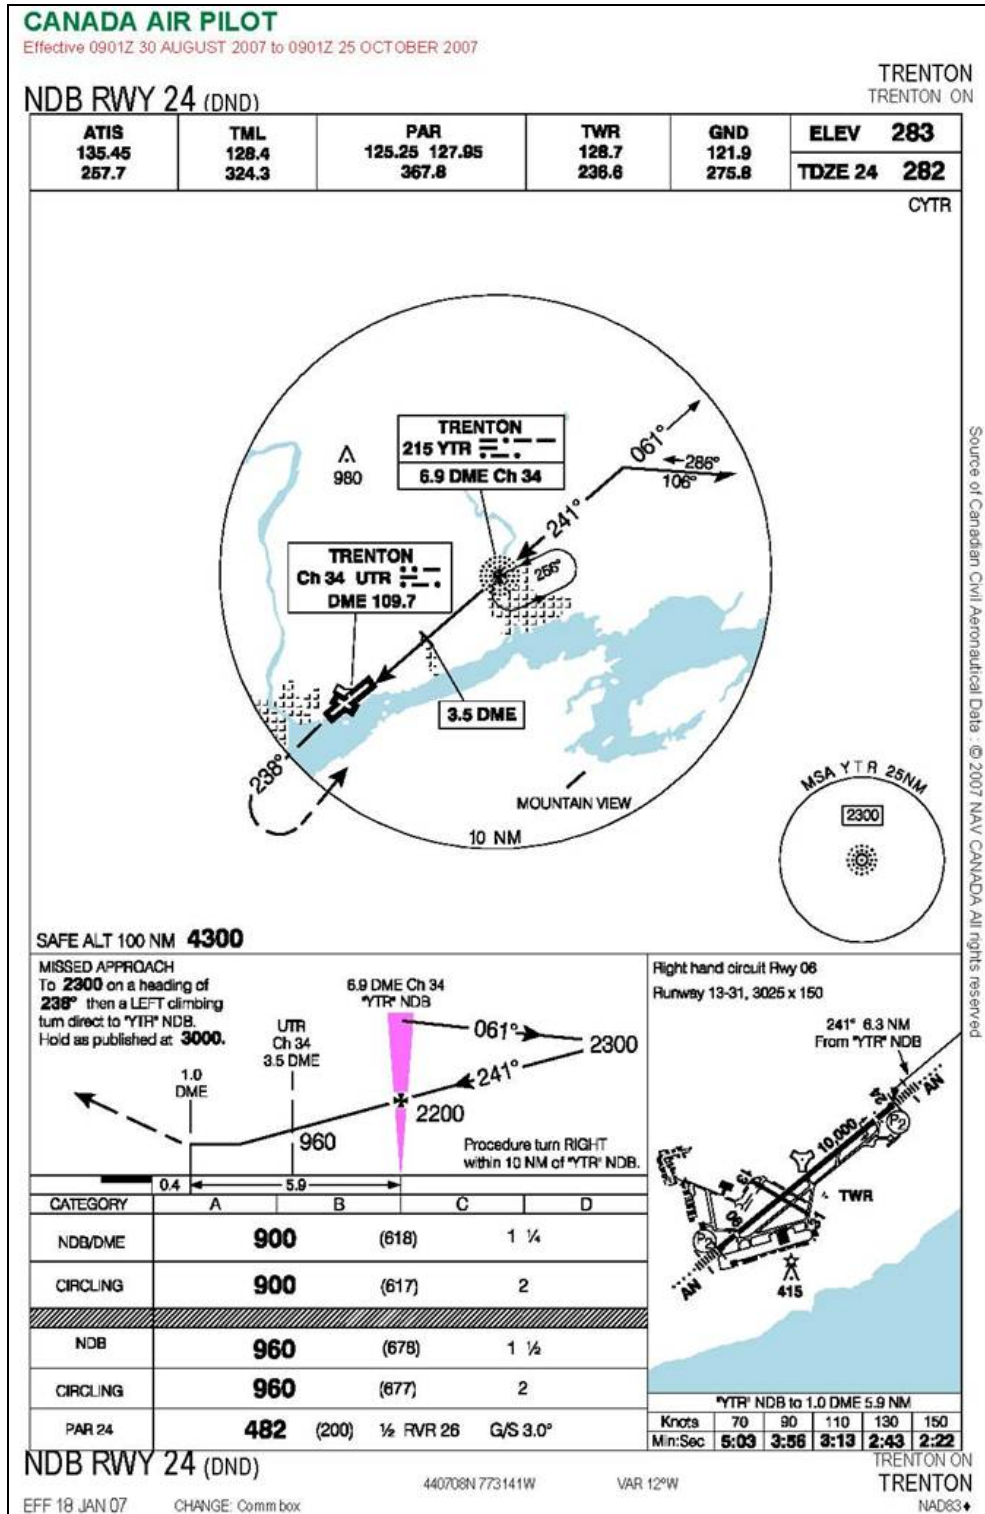 CANADA AIR PILOT
Effective 0901Z 30 AUGUST 2007 to 0901Z 25 OCTOBER 2007
TRENTON
NDB RWY 24 (DND)
TRENTON ON
ATIS TML PAR TWR GND ELEV 283
135.45 128.4 125.25 127.95 128.7 121.9
257.7 324.3 367.8 236.6 275.8 TDZE 24 282
CYTR
TRENTON
215 YTR
6.9 DME Ch 34
980
061°
286°
106°
241°
256°
TRENTON
Ch 34 UTR
DME 109.7
3.5 DME
238°
MOUNTAIN VIEW
10 NM
MSA YTR 25NM
2300
SAFE ALT 100 NM 4300
MISSED APPROACH
To 2300 on a heading of
238° then a LEFT climbing
turn direct to "YTR" NDB.
Hold as published at 3000.
6.9 DME Ch 34
"YTR" NDB
UTR
Ch 34
3.5 DME
1.0
DME
061°
2300
241°
2200
960
Procedure turn RIGHT
within 10 NM of "YTR" NDB.
0.4 5.9
Right hand circuit Rwy 06
Runway 13-31, 3025 x 150
241° 6.3 NM
From "YTR" NDB
AN
24
P2
10,000
TWR
13
06
31
P2
AN
415
CATEGORY A B C D
NDB/DME 900 (618) 1 ¼
CIRCLING 900 (617) 2
NDB 960 (678) 1 ½
CIRCLING 960 (677) 2
PAR 24 482 (200) ½ RVR 26 G/S 3.0°
"YTR" NDB to 1.0 DME 5.9 NM
Knots 70 90 110 130 150
Min:Sec 5:03 3:56 3:13 2:43 2:22
NDB RWY 24 (DND)
440708N 773141W VAR 12°W
TRENTON ON
TRENTON
EFF 18 JAN 07 CHANGE: Comm box
NAD83
Source of Canadian Civil Aeronautical Data : © 2007 NAV CANADA All rights reserved